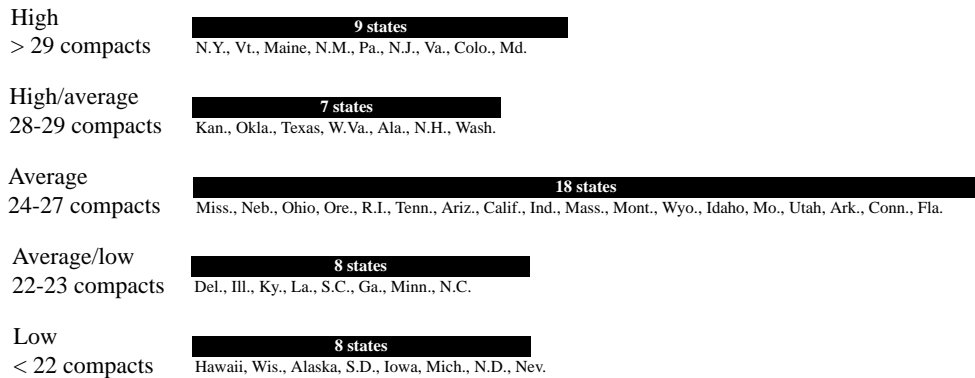 High
> 29 compacts
9 states
N.Y., Vt., Maine, N.M., Pa., N.J., Va., Colo., Md.
High/average
28-29 compacts
7 states
Kan., Okla., Texas, W.Va., Ala., N.H., Wash.
Average
24-27 compacts
18 states
Miss., Neb., Ohio, Ore., R.I., Tenn., Ariz., Calif., Ind., Mass., Mont., Wyo., Idaho, Mo., Utah, Ark., Conn., Fla.
Average/low
22-23 compacts
8 states
Del., Ill., Ky., La., S.C., Ga., Minn., N.C.
Low
< 22 compacts
8 states
Hawaii, Wis., Alaska, S.D., Iowa, Mich., N.D., Nev.